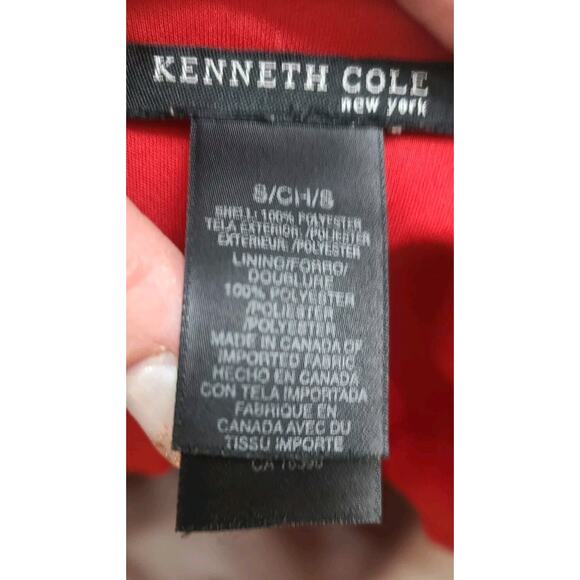 KENNETH COLE
new york
S/CH/S
SHELL: 100% POLYESTER
TELA EXTERIOR: /POLIESTER
EXTERIEUR: /POLYESTER
LINING/FORRO/
DOUBLURE
100% POLYESTER
/POLIESTER
/POLYESTER
MADE IN CANADA OF
IMPORTED FABRIC
HECHO EN CANADA
CON TELA IMPORTADA
FABRIQUE EN
CANADA AVEC DU
TISSU IMPORTE
CA